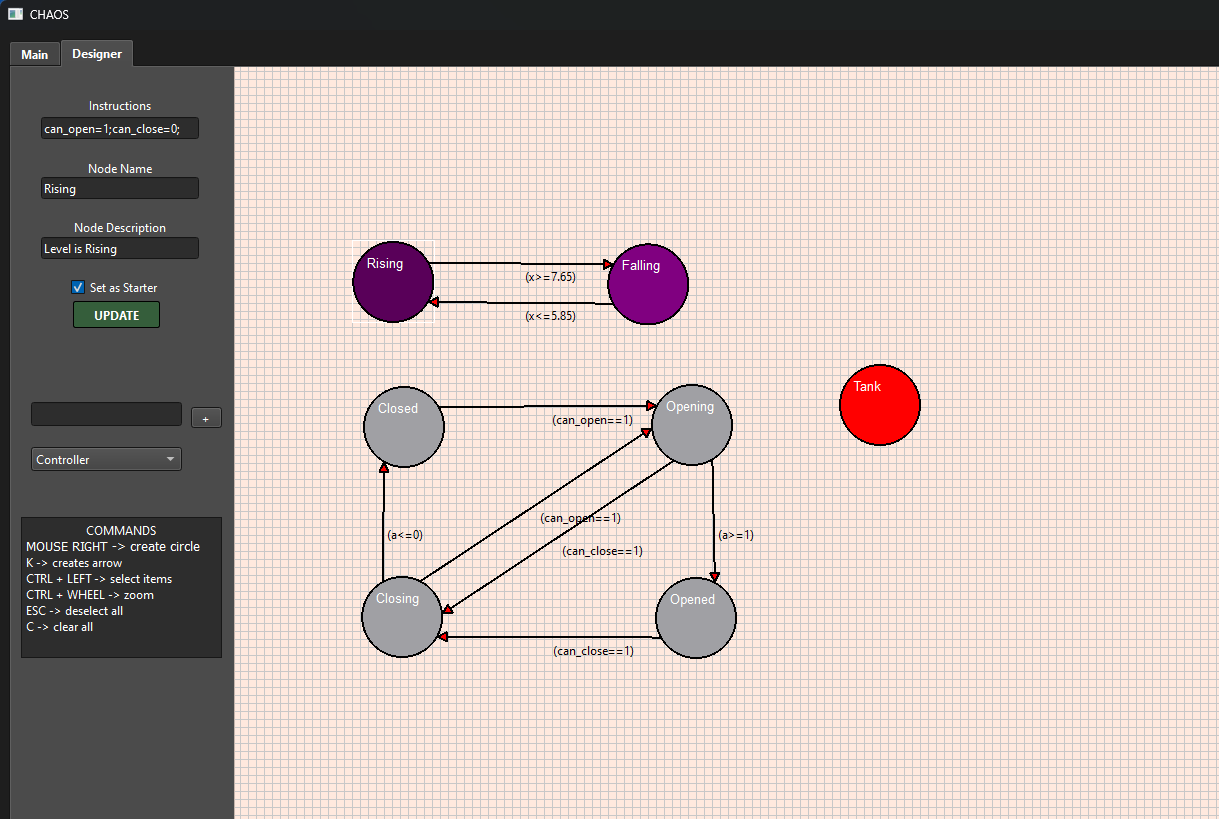 CHAOS
Main
Designer
Instructions
can_open=1;can_close=0;
Node Name
Rising
Node Description
Level is Rising
Set as Starter
UPDATE
+
Controller
COMMANDS
MOUSE RIGHT -> create circle
K -> creates arrow
CTRL + LEFT -> select items
CTRL + WHEEL -> zoom
ESC -> deselect all
C -> clear all
Rising
Falling
(x>=7.65)
(x<=5.85)
Tank
Closed
Opening
(can_open==1)
(can_open==1)
(a<=0)
(a>=1)
(can_close==1)
Closing
Opened
(can_close==1)